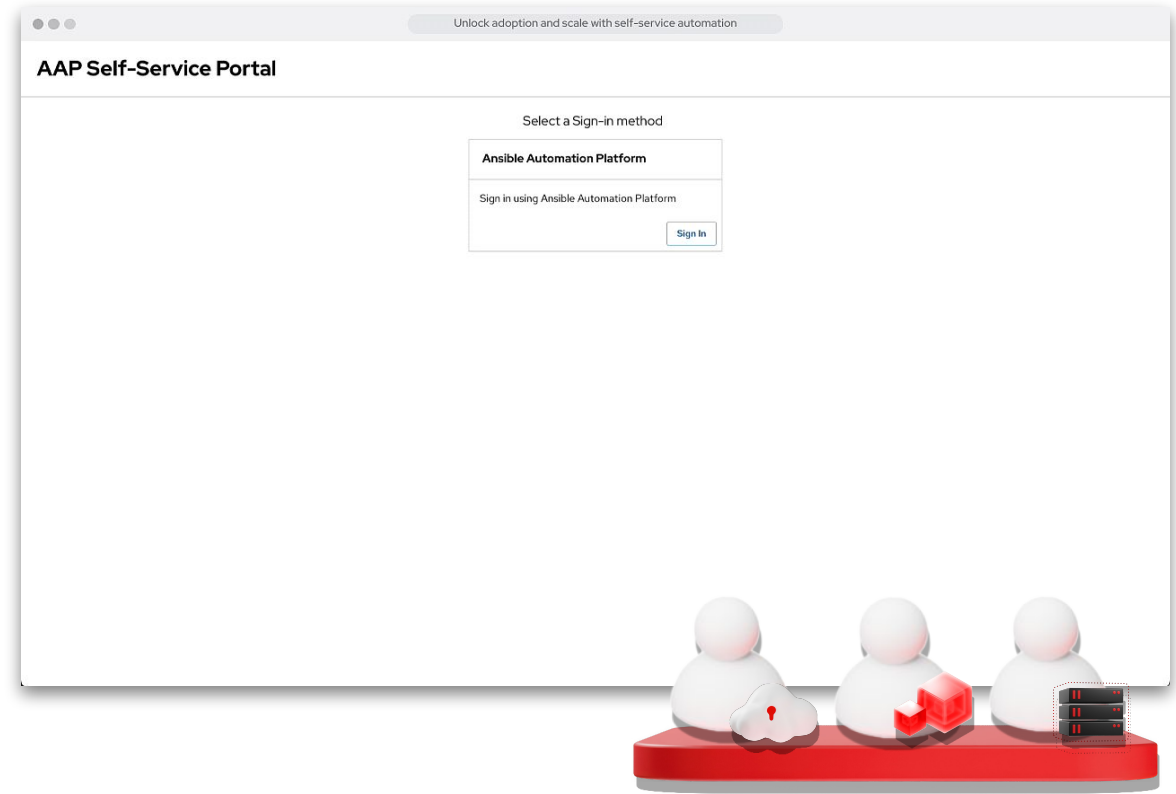 Unlock adoption and scale with self-service automation
AAP Self-Service Portal
Select a Sign-in method
Ansible Automation Platform
Sign in using Ansible Automation Platform
Sign In